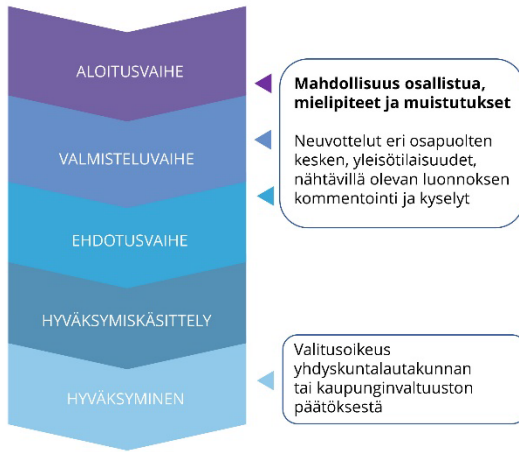 ALOITUSVAIHE
VALMISTELUVAIHE
EHDOTUSVAIHE
HYVÄKSYMISKÄSITTELY
HYVÄKSYMINEN
Mahdollisuus osallistua,
mielipiteet ja muistutukset
Neuvottelut eri osapuolten
kesken, yleisötilaisuudet,
nähtävillä olevan luonnoksen
kommentointi ja kyselyt
Valitusoikeus
yhdyskuntalautakunnan
tai kaupunginvaltuuston
päätöksestä